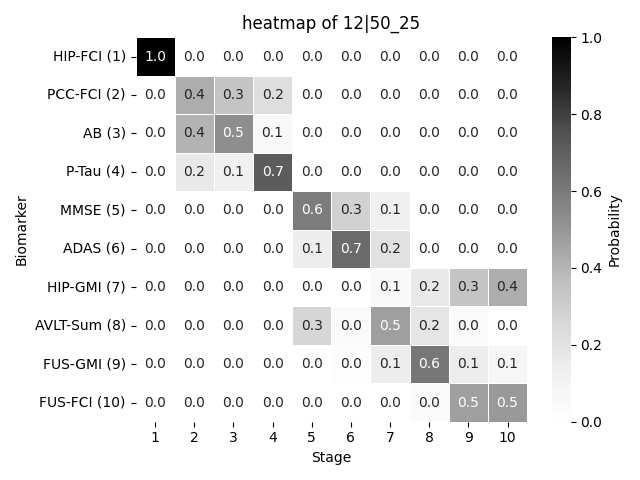 heatmap of 12|50_25
HIP-FCI (1) 1.0 0.0 0.0 0.0 0.0 0.0 0.0 0.0 0.0 0.0
PCC-FCI (2) 0.0 0.4 0.3 0.2 0.0 0.0 0.0 0.0 0.0 0.0
AB (3) 0.0 0.4 0.5 0.1 0.0 0.0 0.0 0.0 0.0 0.0
P-Tau (4) 0.0 0.2 0.1 0.7 0.0 0.0 0.0 0.0 0.0 0.0
MMSE (5) 0.0 0.0 0.0 0.0 0.6 0.3 0.1 0.0 0.0 0.0
ADAS (6) 0.0 0.0 0.0 0.0 0.1 0.7 0.2 0.0 0.0 0.0
HIP-GMI (7) 0.0 0.0 0.0 0.0 0.0 0.0 0.1 0.2 0.3 0.4
AVLT-Sum (8) 0.0 0.0 0.0 0.0 0.3 0.0 0.5 0.2 0.0 0.0
FUS-GMI (9) 0.0 0.0 0.0 0.0 0.0 0.0 0.1 0.6 0.1 0.1
FUS-FCI (10) 0.0 0.0 0.0 0.0 0.0 0.0 0.0 0.0 0.5 0.5
1 2 3 4 5 6 7 8 9 10
Stage
Biomarker
1.0
0.8
0.6
0.4
0.2
0.0
Probability